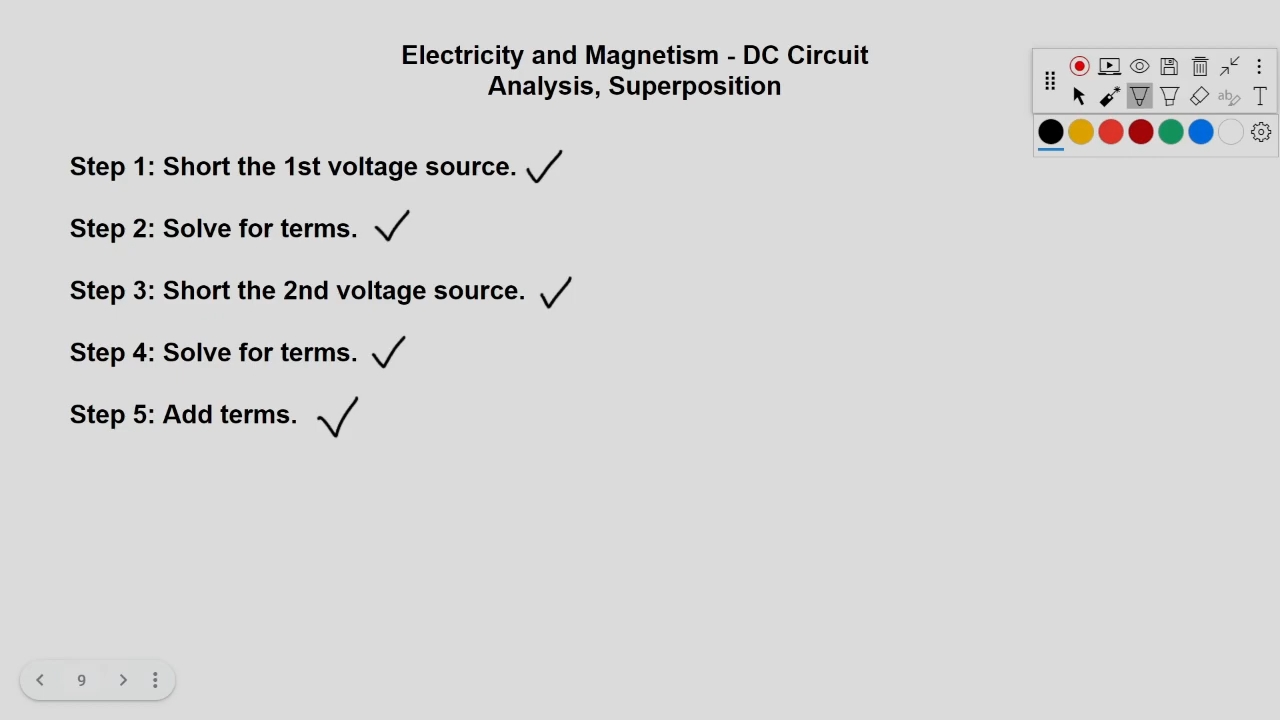 Electricity and Magnetism - DC Circuit
Analysis, Superposition
Step 1: Short the 1st voltage source.
Step 2: Solve for terms.
Step 3: Short the 2nd voltage source.
Step 4: Solve for terms.
Step 5: Add terms.
ab
T
9